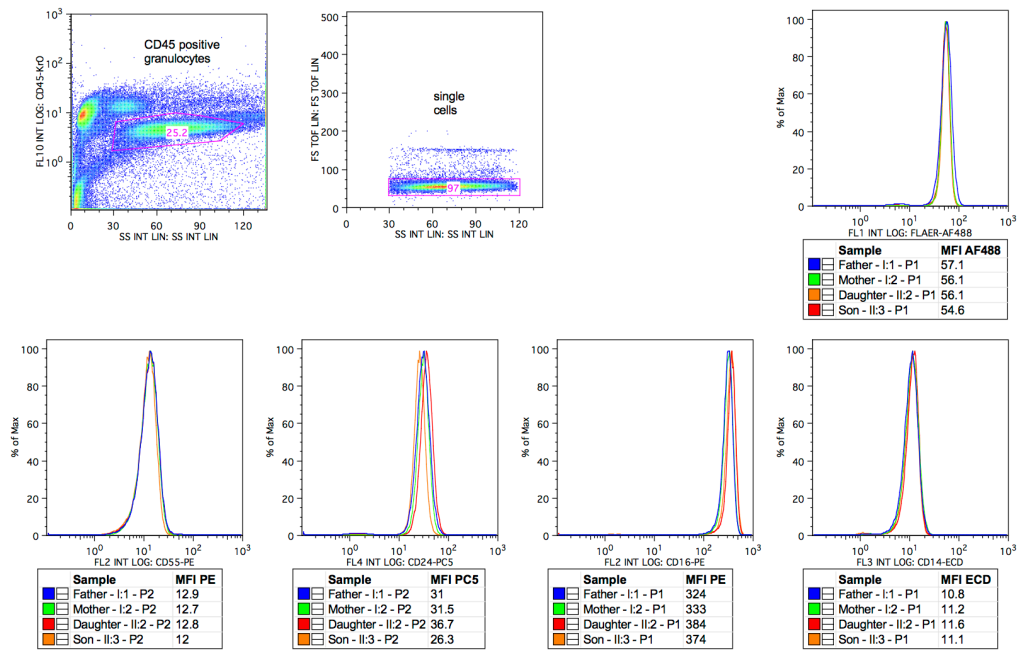 CD45 positive
granulocytes
25.2
10³
10²
10¹
10⁰
0 30 60 90 120
FL10 INT LOG: CD45-KrO
SS INT LIN: SS INT LIN
single
cells
97
500
400
300
200
100
0
0 30 60 90 120
FS TOF LIN: FS TOF LIN
SS INT LIN: SS INT LIN
100
80
60
40
20
0
% of Max
10⁰ 10¹ 10² 10³
FL1 INT LOG: FLAER-AF488
Sample MFI AF488
Father - I:1 - P1 57.1
Mother - I:2 - P1 56.1
Daughter - II:2 - P1 56.1
Son - II:3 - P1 54.6
100
80
60
40
20
0
% of Max
10⁰ 10¹ 10² 10³
FL2 INT LOG: CD55-PE
Sample MFI PE
Father - I:1 - P2 12.9
Mother - I:2 - P2 12.7
Daughter - II:2 - P2 12.8
Son - II:3 - P2 12
100
80
60
40
20
0
% of Max
10⁰ 10¹ 10² 10³
FL4 INT LOG: CD24-PC5
Sample MFI PC5
Father - I:1 - P2 31
Mother - I:2 - P2 31.5
Daughter - II:2 - P2 36.7
Son - II:3 - P2 26.3
100
80
60
40
20
0
% of Max
10⁰ 10¹ 10² 10³
FL2 INT LOG: CD16-PE
Sample MFI PE
Father - I:1 - P1 324
Mother - I:2 - P1 333
Daughter - II:2 - P1 384
Son - II:3 - P1 374
100
80
60
40
20
0
% of Max
10⁰ 10¹ 10² 10³
FL3 INT LOG: CD14-ECD
Sample MFI ECD
Father - I:1 - P1 10.8
Mother - I:2 - P1 11.2
Daughter - II:2 - P1 11.6
Son - II:3 - P1 11.1